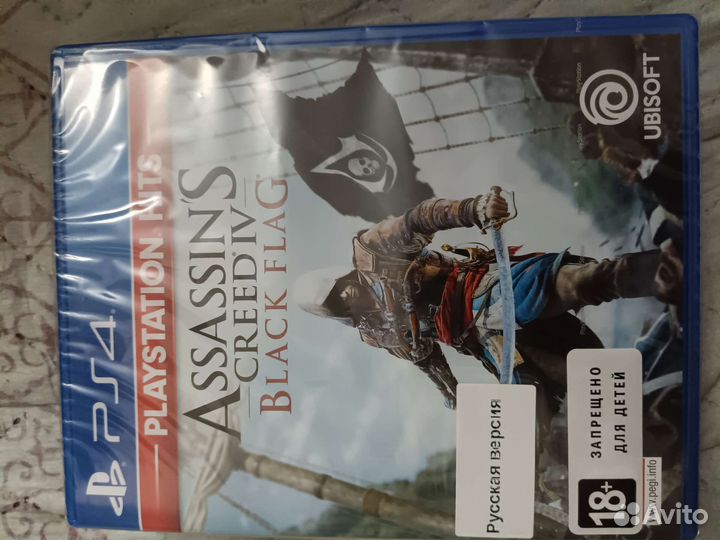 PS4
PLAYSTATION HITS
ASSASSIN'S
CREED IV
BLACK FLAG
UBISOFT
Русская версия
18+
ЗАПРЕЩЕНО
ДЛЯ ДЕТЕЙ
www.pegi.info
Avito